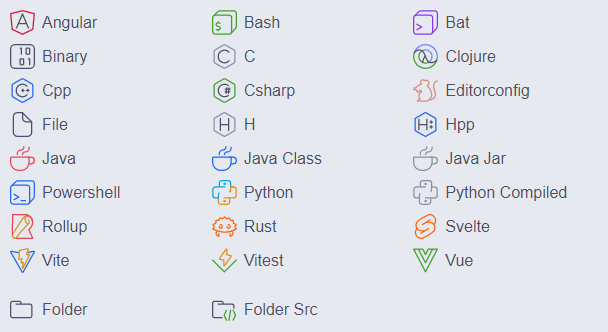 Angular Bash Bat
Binary C Clojure
Cpp Csharp Editorconfig
File H Hpp
Java Java Class Java Jar
Powershell Python Python Compiled
Rollup Rust Svelte
Vite Vitest Vue
Folder Folder Src